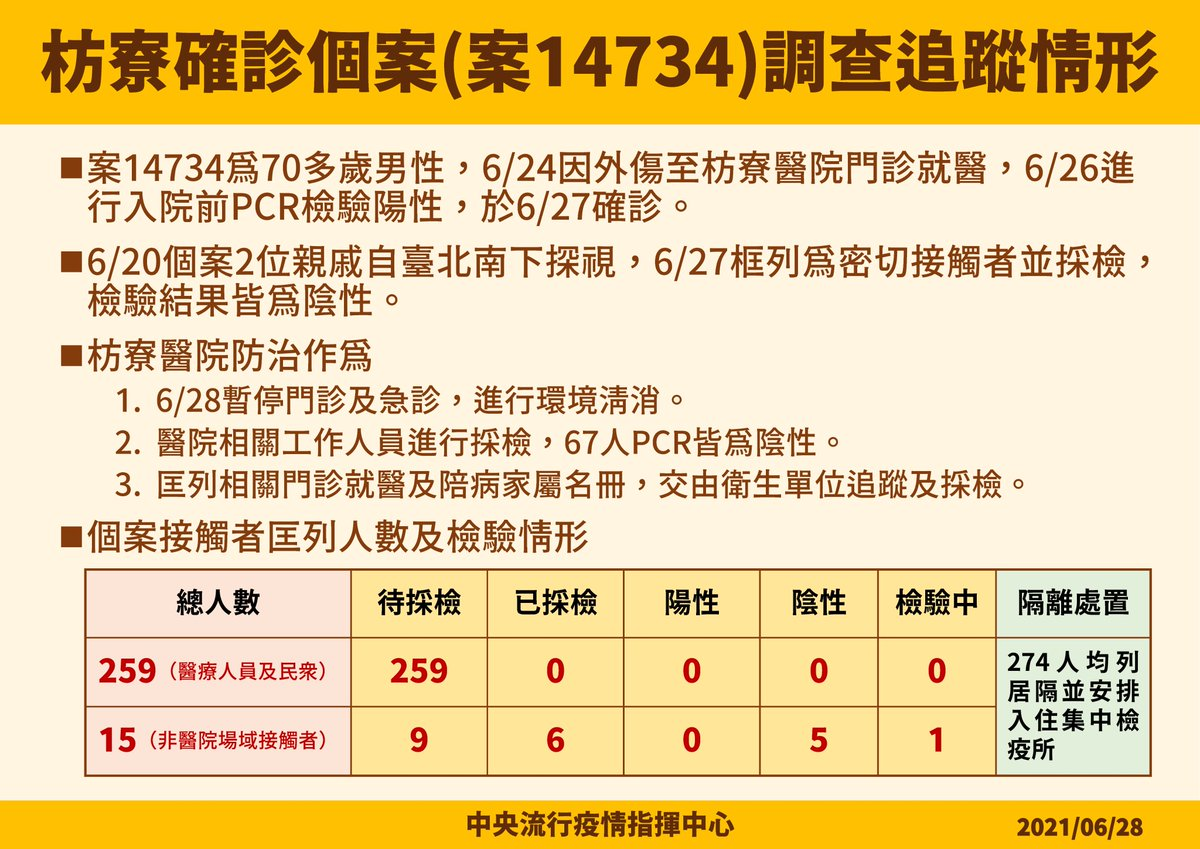 枋寮確診個案(案14734)調查追蹤情形
■案14734爲70多歲男性，6/24因外傷至枋寮醫院門診就醫，6/26進
行入院前PCR檢驗陽性，於6/27確診。
■6/20個案2位親戚自臺北南下探視，6/27框列爲密切接觸者並採檢，
檢驗結果皆爲陰性。
■枋寮醫院防治作爲
1. 6/28暫停門診及急診，進行環境淸消。
2. 醫院相關工作人員進行採檢，67人PCR皆爲陰性。
3. 匡列相關門診就醫及陪病家屬名冊，交由衛生單位追蹤及採檢。
■個案接觸者匡列人數及檢驗情形
總人數 待採檢 已採檢 陽性 陰性 檢驗中 隔離處置
259（醫療人員及民衆） 259 0 0 0 0
15（非醫院場域接觸者） 9 6 0 5 1
274人均列
居隔並安排
入住集中檢
疫所
中央流行疫情指揮中心
2021/06/28